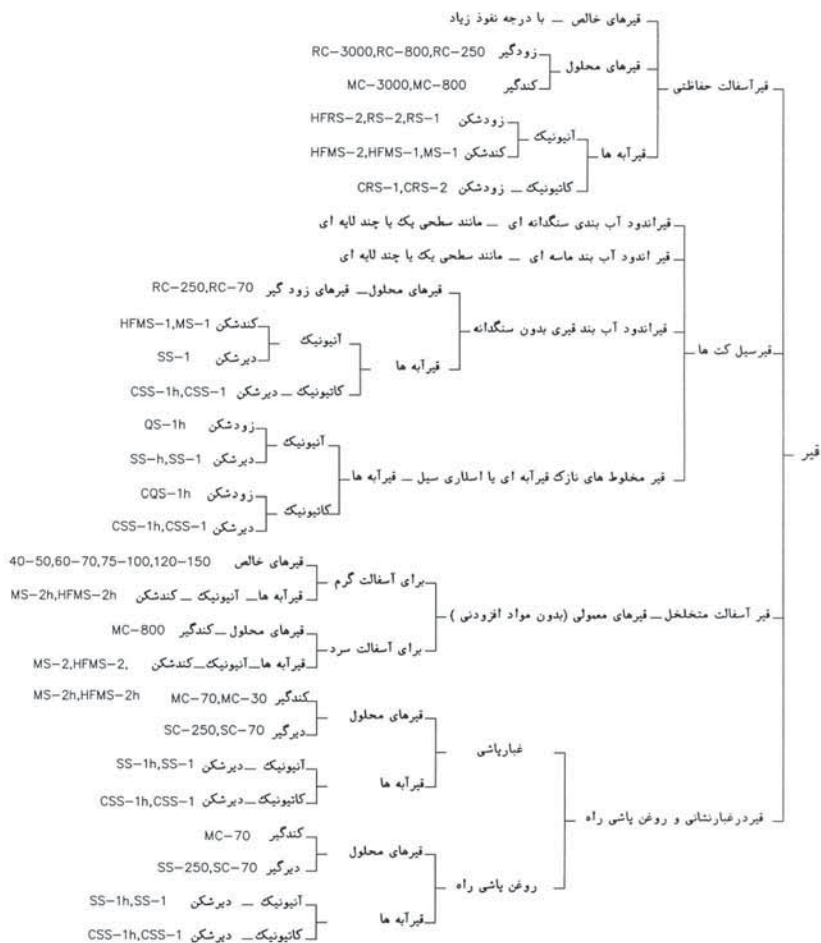 قیرهای خالص – با درجه نفوذ زیاد
زودگیر RC-3000,RC-800,RC-250
قیرهای محلول
کندگیر MC-3000,MC-800
قیرآسفالت حفاظتی
زودشکن HFRS-2,RS-2,RS-1
آنیونیک
کندشکن HFMS-2,HFMS-1,MS-1
قیرآبه ها
کاتیونیک – زودشکن CRS-1,CRS-2
قیراندود آب بندی سنگدانه ای – مانند سطحی یک یا چند لایه ای
قیر اندود آب بند ماسه ای – مانند سطحی یک یا چند لایه ای
قیرهای محلول – قیرهای زود گیر RC-250,RC-70
کندشکن HFMS-1,MS-1
قیراندود آب بند قیری بدون سنگدانه
آنیونیک
قیرسیل کت ها
دیرشکن SS-1
قیرآبه ها
کاتیونیک – دیرشکن CSS-1h,CSS-1
زودشکن QS-1h
آنیونیک
قیر
دیرشکن SS-h,SS-1
قیر مخلوط های نازک قیرآبه ای یا اسلاری سیل – قیرآبه ها
زودشکن CQS-1h
کاتیونیک
دیرشکن CSS-1h,CSS-1
قیرهای خالص 40-50,60-70,75-100,120-150
برای آسفالت گرم
قیرآبه ها – آنیونیک – کندشکن MS-2h,HFMS-2h
قیر آسفالت متخلخل – قیرهای معمولی (بدون مواد افزودنی )
قیرهای محلول – کندگیر MC-800
برای آسفالت سرد
قیرآبه ها – آنیونیک – کندشکن MS-2,HFMS-2,
MS-2h,HFMS-2h
کندگیر MC-70,MC-30
قیرهای محلول
دیرگیر SC-250,SC-70
غبارپاشی
آنیونیک – دیرشکن SS-1h,SS-1
قیرآبه ها
کاتیونیک – دیرشکن CSS-1h,CSS-1
قیردرغبارنشانی و روغن پاشی راه
کندگیر MC-70
قیرهای محلول
دیرگیر SS-250,SC-70
روغن پاشی راه
آنیونیک – دیرشکن SS-1h,SS-1
قیرآبه ها
کاتیونیک – دیرشکن CSS-1h,CSS-1